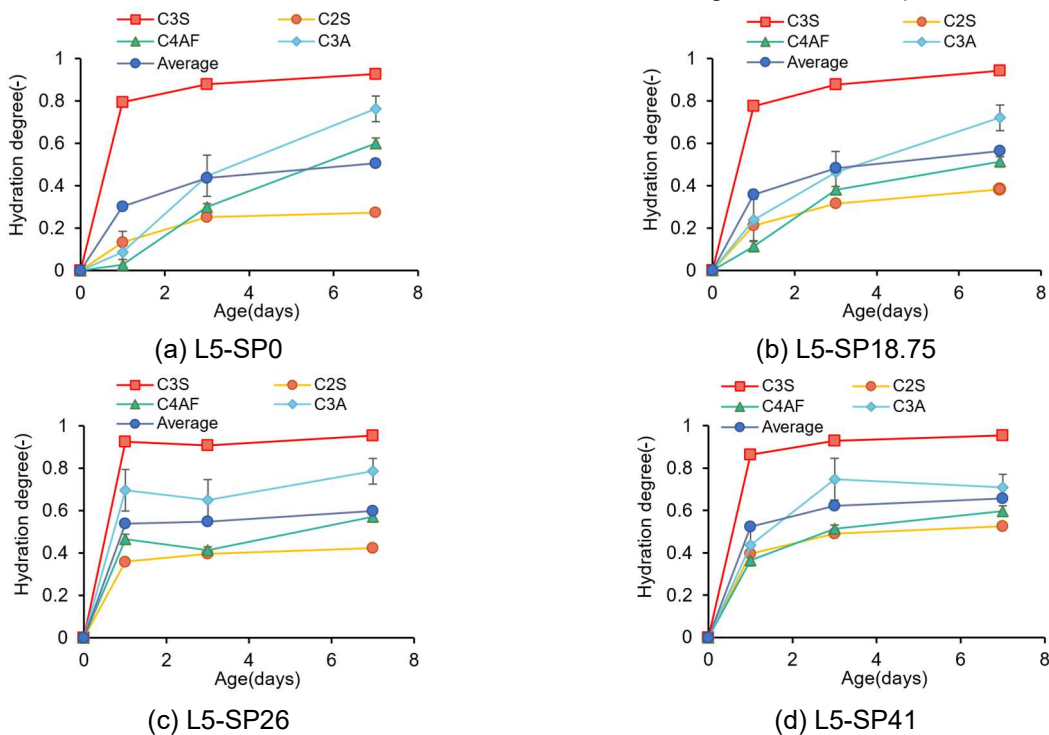 C3S C2S
C4AF C3A
Average
Hydration degree(-)
1
0.8
0.6
0.4
0.2
0
0 2 4 6 8
Age(days)
(a) L5-SP0
C3S C2S
C4AF C3A
Average
Hydration degree(-)
1
0.8
0.6
0.4
0.2
0
0 2 4 6 8
Age(days)
(b) L5-SP18.75
C3S C2S
C4AF C3A
Average
Hydration degree(-)
1
0.8
0.6
0.4
0.2
0
0 2 4 6 8
Age(days)
(c) L5-SP26
C3S C2S
C4AF C3A
Average
Hydration degree(-)
1
0.8
0.6
0.4
0.2
0
0 2 4 6 8
Age(days)
(d) L5-SP41